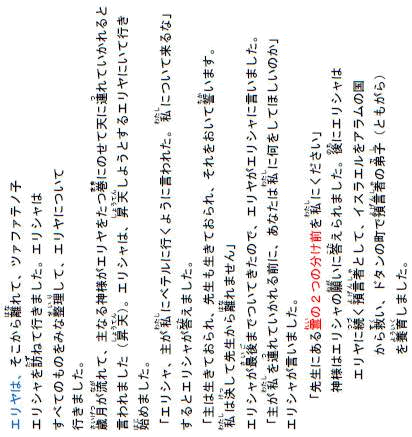 エリヤは、そこから離れて、ツァファテノ子
エリシャを訪ねて行きました。エリシャは
すべてのものをみな整理して、エリヤについて
行きました。
歳月が流れて、主なる神様がエリヤをたつ巻にのせて天に連れていかれると
言われました（昇天）。エリシャは、昇天しようとするエリヤにいて行き
始めました。
「エリシャ、主が私にベテルに行くように言われた。私について来るな」
するとエリシャが答えました。
「主は生きておられ、先生も生きておられ、それをおいて誓います。
私は決して先生から離れません」
エリシャが最後までついてきたので、エリヤがエリシャに言いました。
「主が私を連れていかれる前に、あなたは私に何をしてほしいのか」
エリシャが言いました。
「先生にある霊の２つの分け前を私にください」
神様はエリシャの願いに答えられました。後にエリシャは
エリヤに続く預言者として、イスラエルをアラムの国
から救い、ドタンの町で預言者の弟子（ともがら）
を養育しました。